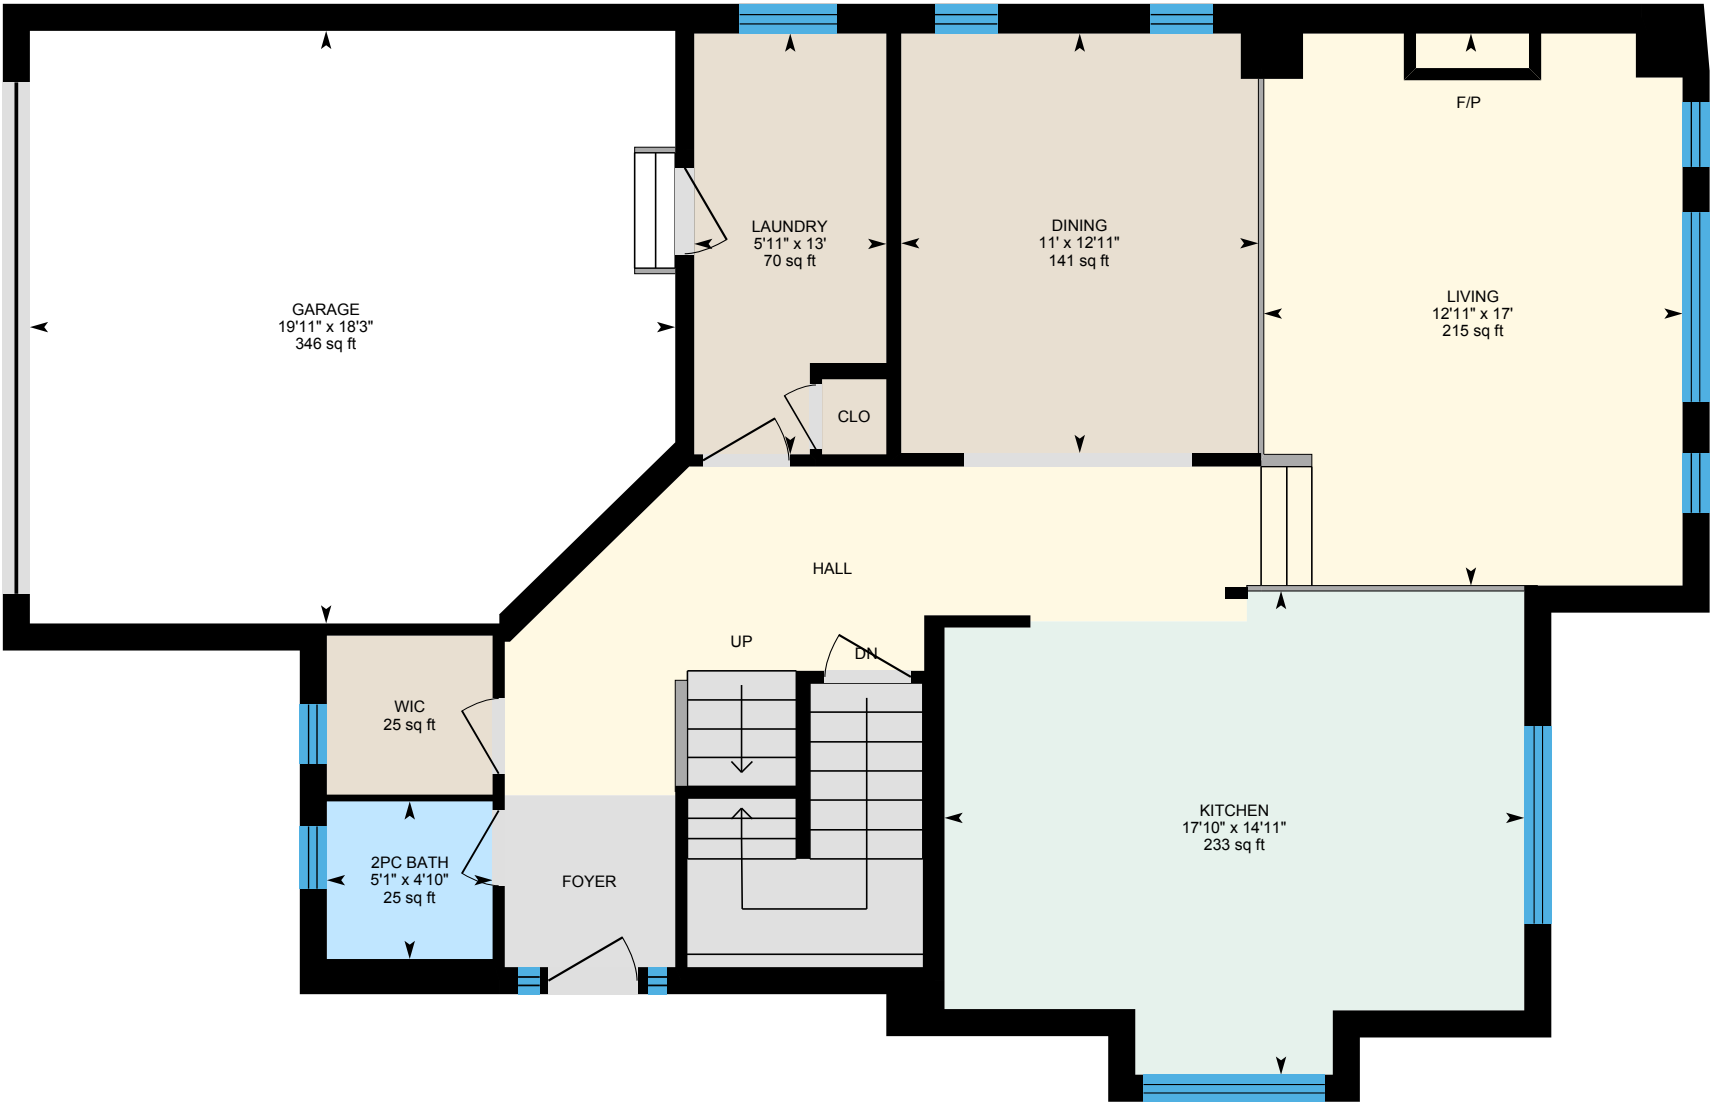 F/P
LAUNDRY
5'11" x 13'
70 sq ft
DINING
11' x 12'11"
141 sq ft
GARAGE
19'11" x 18'3"
346 sq ft
LIVING
12'11" x 17'
215 sq ft
CLO
HALL
UP
DN
WIC
25 sq ft
KITCHEN
17'10" x 14'11"
233 sq ft
2PC BATH
5'1" x 4'10"
25 sq ft
FOYER